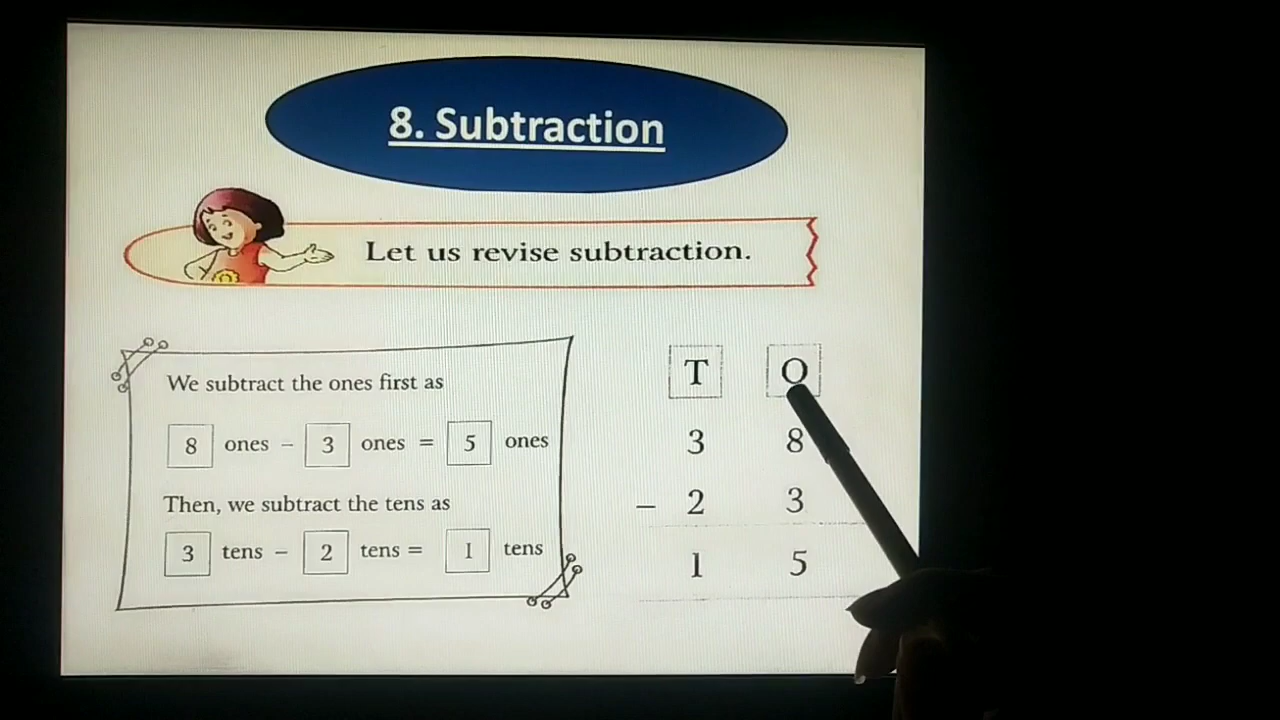 8. Subtraction
Let us revise subtraction.
We subtract the ones first as
8 ones – 3 ones = 5 ones
Then, we subtract the tens as
3 tens – 2 tens = 1 tens
T O
3 8
– 2 3
1 5